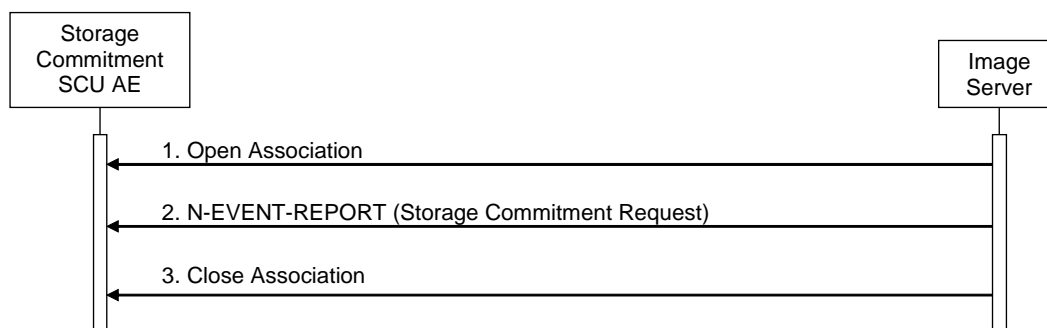 Storage
Commitment
SCU AE
Image
Server
1. Open Association
2. N-EVENT-REPORT (Storage Commitment Request)
3. Close Association